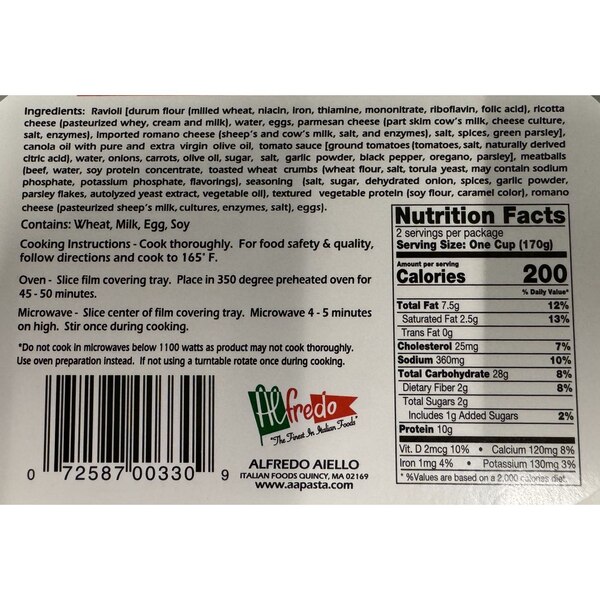 Ingredients: Ravioli [durum flour (milled wheat, niacin, iron, thiamine, mononitrate, riboflavin, folic acid), ricotta
cheese (pasteurized whey, cream and milk), water, eggs, parmesan cheese (part skim cow's milk, cheese culture,
salt, enzymes), imported romano cheese (sheep's and cow's milk, salt, and enzymes), salt, spices, green parsley],
canola oil with pure and extra virgin olive oil, tomato sauce [ground tomatoes(tomatoes, salt, naturally derived
citric acid), water, onions, carrots, olive oil, sugar, salt, garlic powder, black pepper, oregano, parsley], meatballs
(beef, water, soy protein concentrate, toasted wheat crumbs (wheat flour, salt, torula yeast, may contain sodium
phosphate, potassium phosphate, flavorings), seasoning (salt, sugar, dehydrated onion, spices, garlic powder,
parsley flakes, autolyzed yeast extract, vegetable oil), textured vegetable protein (soy flour, caramel color), romano
cheese (pasteurized sheep's milk, cultures, enzymes, salt), eggs).
Contains: Wheat, Milk, Egg, Soy
Cooking Instructions - Cook thoroughly. For food safety & quality,
follow directions and cook to 165° F.
Oven - Slice film covering tray. Place in 350 degree preheated oven for
45 - 50 minutes.
Microwave - Slice center of film covering tray. Microwave 4 - 5 minutes
on high. Stir once during cooking.
*Do not cook in microwaves below 1100 watts as product may not cook thoroughly.
Use oven preparation instead. If not using a turntable rotate once during cooking.
0 72587 00330 9
Alfredo
"The Finest In Italian Foods"
ALFREDO AIELLO
ITALIAN FOODS QUINCY, MA 02169
www.aapasta.com
Nutrition Facts
2 servings per package
Serving Size: One Cup (170g)
Amount per serving
Calories 200
% Daily Value*
Total Fat 7.5g 12%
Saturated Fat 2.5g 13%
Trans Fat 0g
Cholesterol 25mg 7%
Sodium 360mg 10%
Total Carbohydrate 28g 8%
Dietary Fiber 2g 8%
Total Sugars 2g
Includes 1g Added Sugars 2%
Protein 10g
Vit. D 2mcg 10% • Calcium 120mg 8%
Iron 1mg 4% • Potassium 130mg 3%
*%Values are based on a 2,000 calories diet.